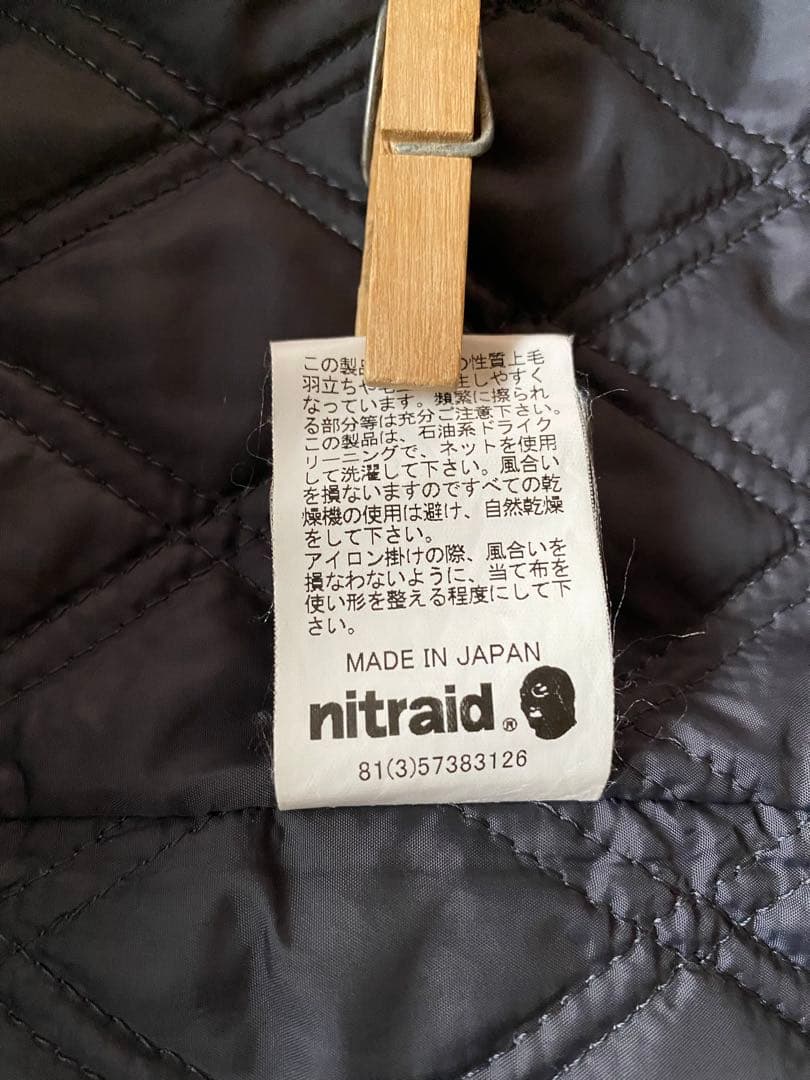 この製品 の性質上毛
羽立ちや毛 生しやすく
なっています。頻繁に擦られ
る部分等は充分ご注意下さい。
この製品は、石油系ドライク
リーニングで、ネットを使用
して洗濯して下さい。風合い
を損ないますのですべての乾
燥機の使用は避け、自然乾燥
をして下さい。
アイロン掛けの際、風合いを
損なわないように、当て布を
使い形を整える程度にして下
さい。
MADE IN JAPAN
nitraid®
81(3)57383126